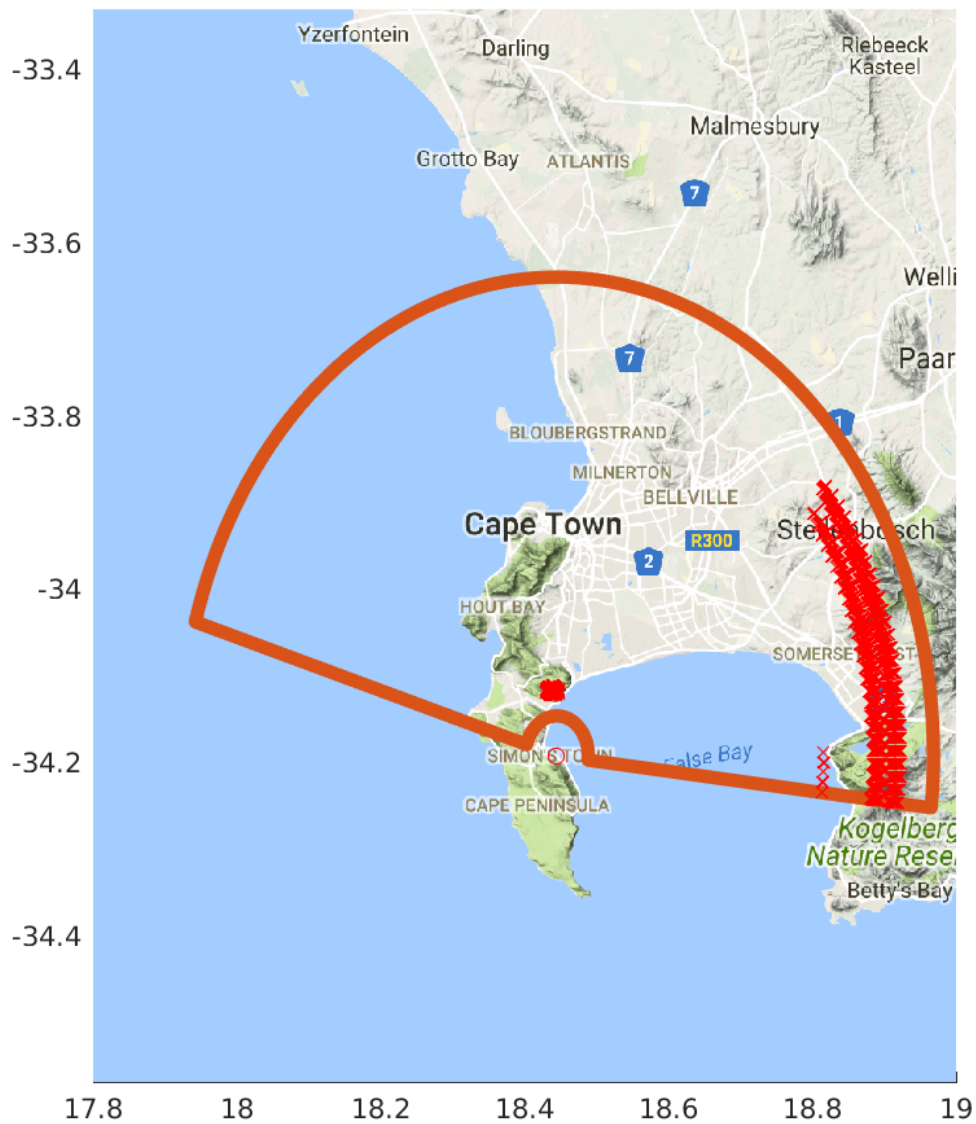 Yzerfontein
Darling
Riebeeck
Kasteel
-33.4
Malmesbury
Grotto Bay
ATLANTIS
7
-33.6
Welli
7
Paar
-33.8
1
BLOUBERGSTRAND
MILNERTON
BELLVILLE
Cape Town
R300
2
-34
HOUT BAY
-34.2
False Bay
CAPE PENINSULA
Kogelberg
Nature Rese
Betty's Bay
-34.4
17.8
18
18.2
18.4
18.6
18.8
19